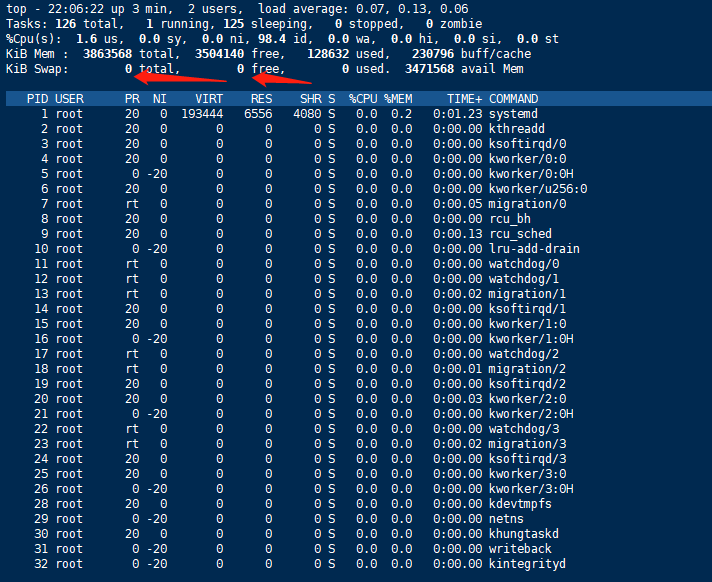 top - 22:06:22 up 3 min,  2 users,  load average: 0.07, 0.13, 0.06
Tasks: 126 total,   1 running, 125 sleeping,   0 stopped,   0 zombie
%Cpu(s):  1.6 us,  0.0 sy,  0.0 ni, 98.4 id,  0.0 wa,  0.0 hi,  0.0 si,  0.0 st
KiB Mem :  3863568 total,  3504140 free,   128632 used,   230796 buff/cache
KiB Swap:        0 total,        0 free,        0 used.  3471568 avail Mem
PID USER      PR  NI    VIRT    RES    SHR S  %CPU %MEM     TIME+ COMMAND
1 root      20   0  193444   6556   4080 S   0.0  0.2   0:01.23 systemd
2 root      20   0       0      0      0 S   0.0  0.0   0:00.00 kthreadd
3 root      20   0       0      0      0 S   0.0  0.0   0:00.00 ksoftirqd/0
4 root      20   0       0      0      0 S   0.0  0.0   0:00.00 kworker/0:0
5 root       0 -20       0      0      0 S   0.0  0.0   0:00.00 kworker/0:0H
6 root      20   0       0      0      0 S   0.0  0.0   0:00.00 kworker/u256:0
7 root      rt   0       0      0      0 S   0.0  0.0   0:00.05 migration/0
8 root      20   0       0      0      0 S   0.0  0.0   0:00.00 rcu_bh
9 root      20   0       0      0      0 S   0.0  0.0   0:00.13 rcu_sched
10 root       0 -20       0      0      0 S   0.0  0.0   0:00.00 lru-add-drain
11 root      rt   0       0      0      0 S   0.0  0.0   0:00.00 watchdog/0
12 root      rt   0       0      0      0 S   0.0  0.0   0:00.00 watchdog/1
13 root      rt   0       0      0      0 S   0.0  0.0   0:00.02 migration/1
14 root      20   0       0      0      0 S   0.0  0.0   0:00.00 ksoftirqd/1
15 root      20   0       0      0      0 S   0.0  0.0   0:00.00 kworker/1:0
16 root       0 -20       0      0      0 S   0.0  0.0   0:00.00 kworker/1:0H
17 root      rt   0       0      0      0 S   0.0  0.0   0:00.00 watchdog/2
18 root      rt   0       0      0      0 S   0.0  0.0   0:00.01 migration/2
19 root      20   0       0      0      0 S   0.0  0.0   0:00.00 ksoftirqd/2
20 root      20   0       0      0      0 S   0.0  0.0   0:00.03 kworker/2:0
21 root       0 -20       0      0      0 S   0.0  0.0   0:00.00 kworker/2:0H
22 root      rt   0       0      0      0 S   0.0  0.0   0:00.00 watchdog/3
23 root      rt   0       0      0      0 S   0.0  0.0   0:00.02 migration/3
24 root      20   0       0      0      0 S   0.0  0.0   0:00.00 ksoftirqd/3
25 root      20   0       0      0      0 S   0.0  0.0   0:00.00 kworker/3:0
26 root       0 -20       0      0      0 S   0.0  0.0   0:00.00 kworker/3:0H
28 root      20   0       0      0      0 S   0.0  0.0   0:00.00 kdevtmpfs
29 root       0 -20       0      0      0 S   0.0  0.0   0:00.00 netns
30 root      20   0       0      0      0 S   0.0  0.0   0:00.00 khungtaskd
31 root       0 -20       0      0      0 S   0.0  0.0   0:00.00 writeback
32 root       0 -20       0      0      0 S   0.0  0.0   0:00.00 kintegrityd